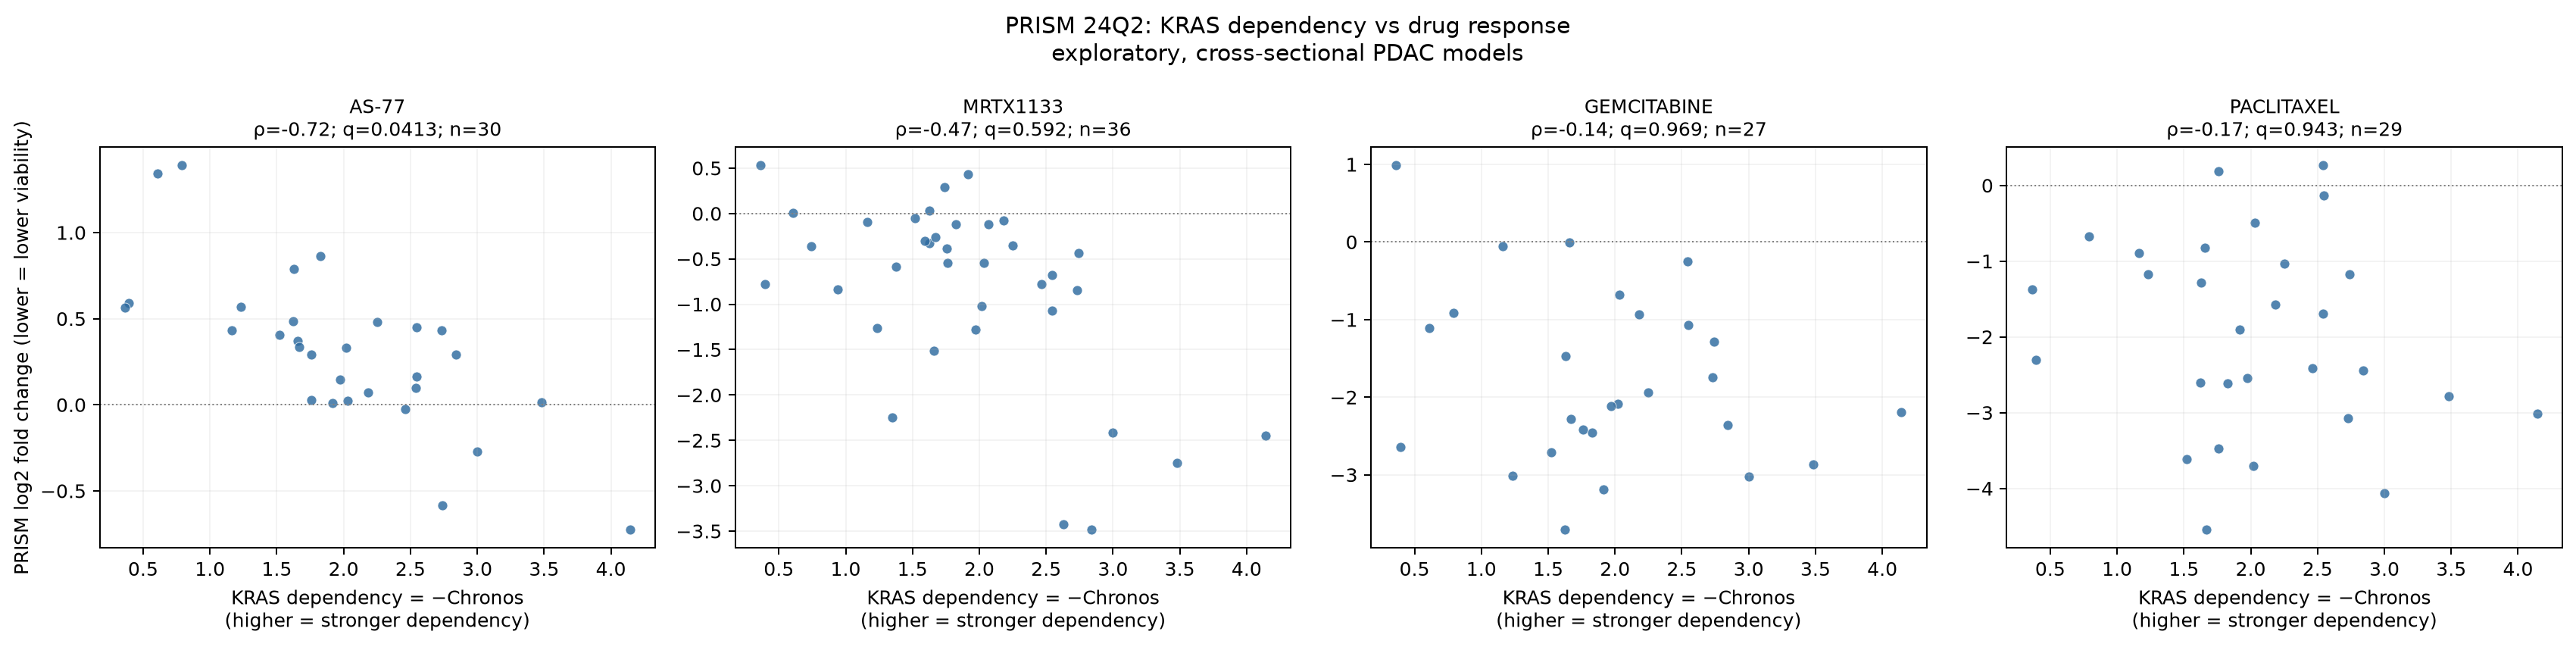 PRISM 24Q2: KRAS dependency vs drug response
exploratory, cross-sectional PDAC models
PRISM log2 fold change (lower = lower viability)
AS-77
ρ=-0.72; q=0.0413; n=30
1.0
0.5
0.0
−0.5
0.5 1.0 1.5 2.0 2.5 3.0 3.5 4.0
KRAS dependency = −Chronos
(higher = stronger dependency)
MRTX1133
ρ=-0.47; q=0.592; n=36
0.5
0.0
−0.5
−1.0
−1.5
−2.0
−2.5
−3.0
−3.5
0.5 1.0 1.5 2.0 2.5 3.0 3.5 4.0
KRAS dependency = −Chronos
(higher = stronger dependency)
GEMCITABINE
ρ=-0.14; q=0.969; n=27
1
0
−1
−2
−3
0.5 1.0 1.5 2.0 2.5 3.0 3.5 4.0
KRAS dependency = −Chronos
(higher = stronger dependency)
PACLITAXEL
ρ=-0.17; q=0.943; n=29
0
−1
−2
−3
−4
0.5 1.0 1.5 2.0 2.5 3.0 3.5 4.0
KRAS dependency = −Chronos
(higher = stronger dependency)